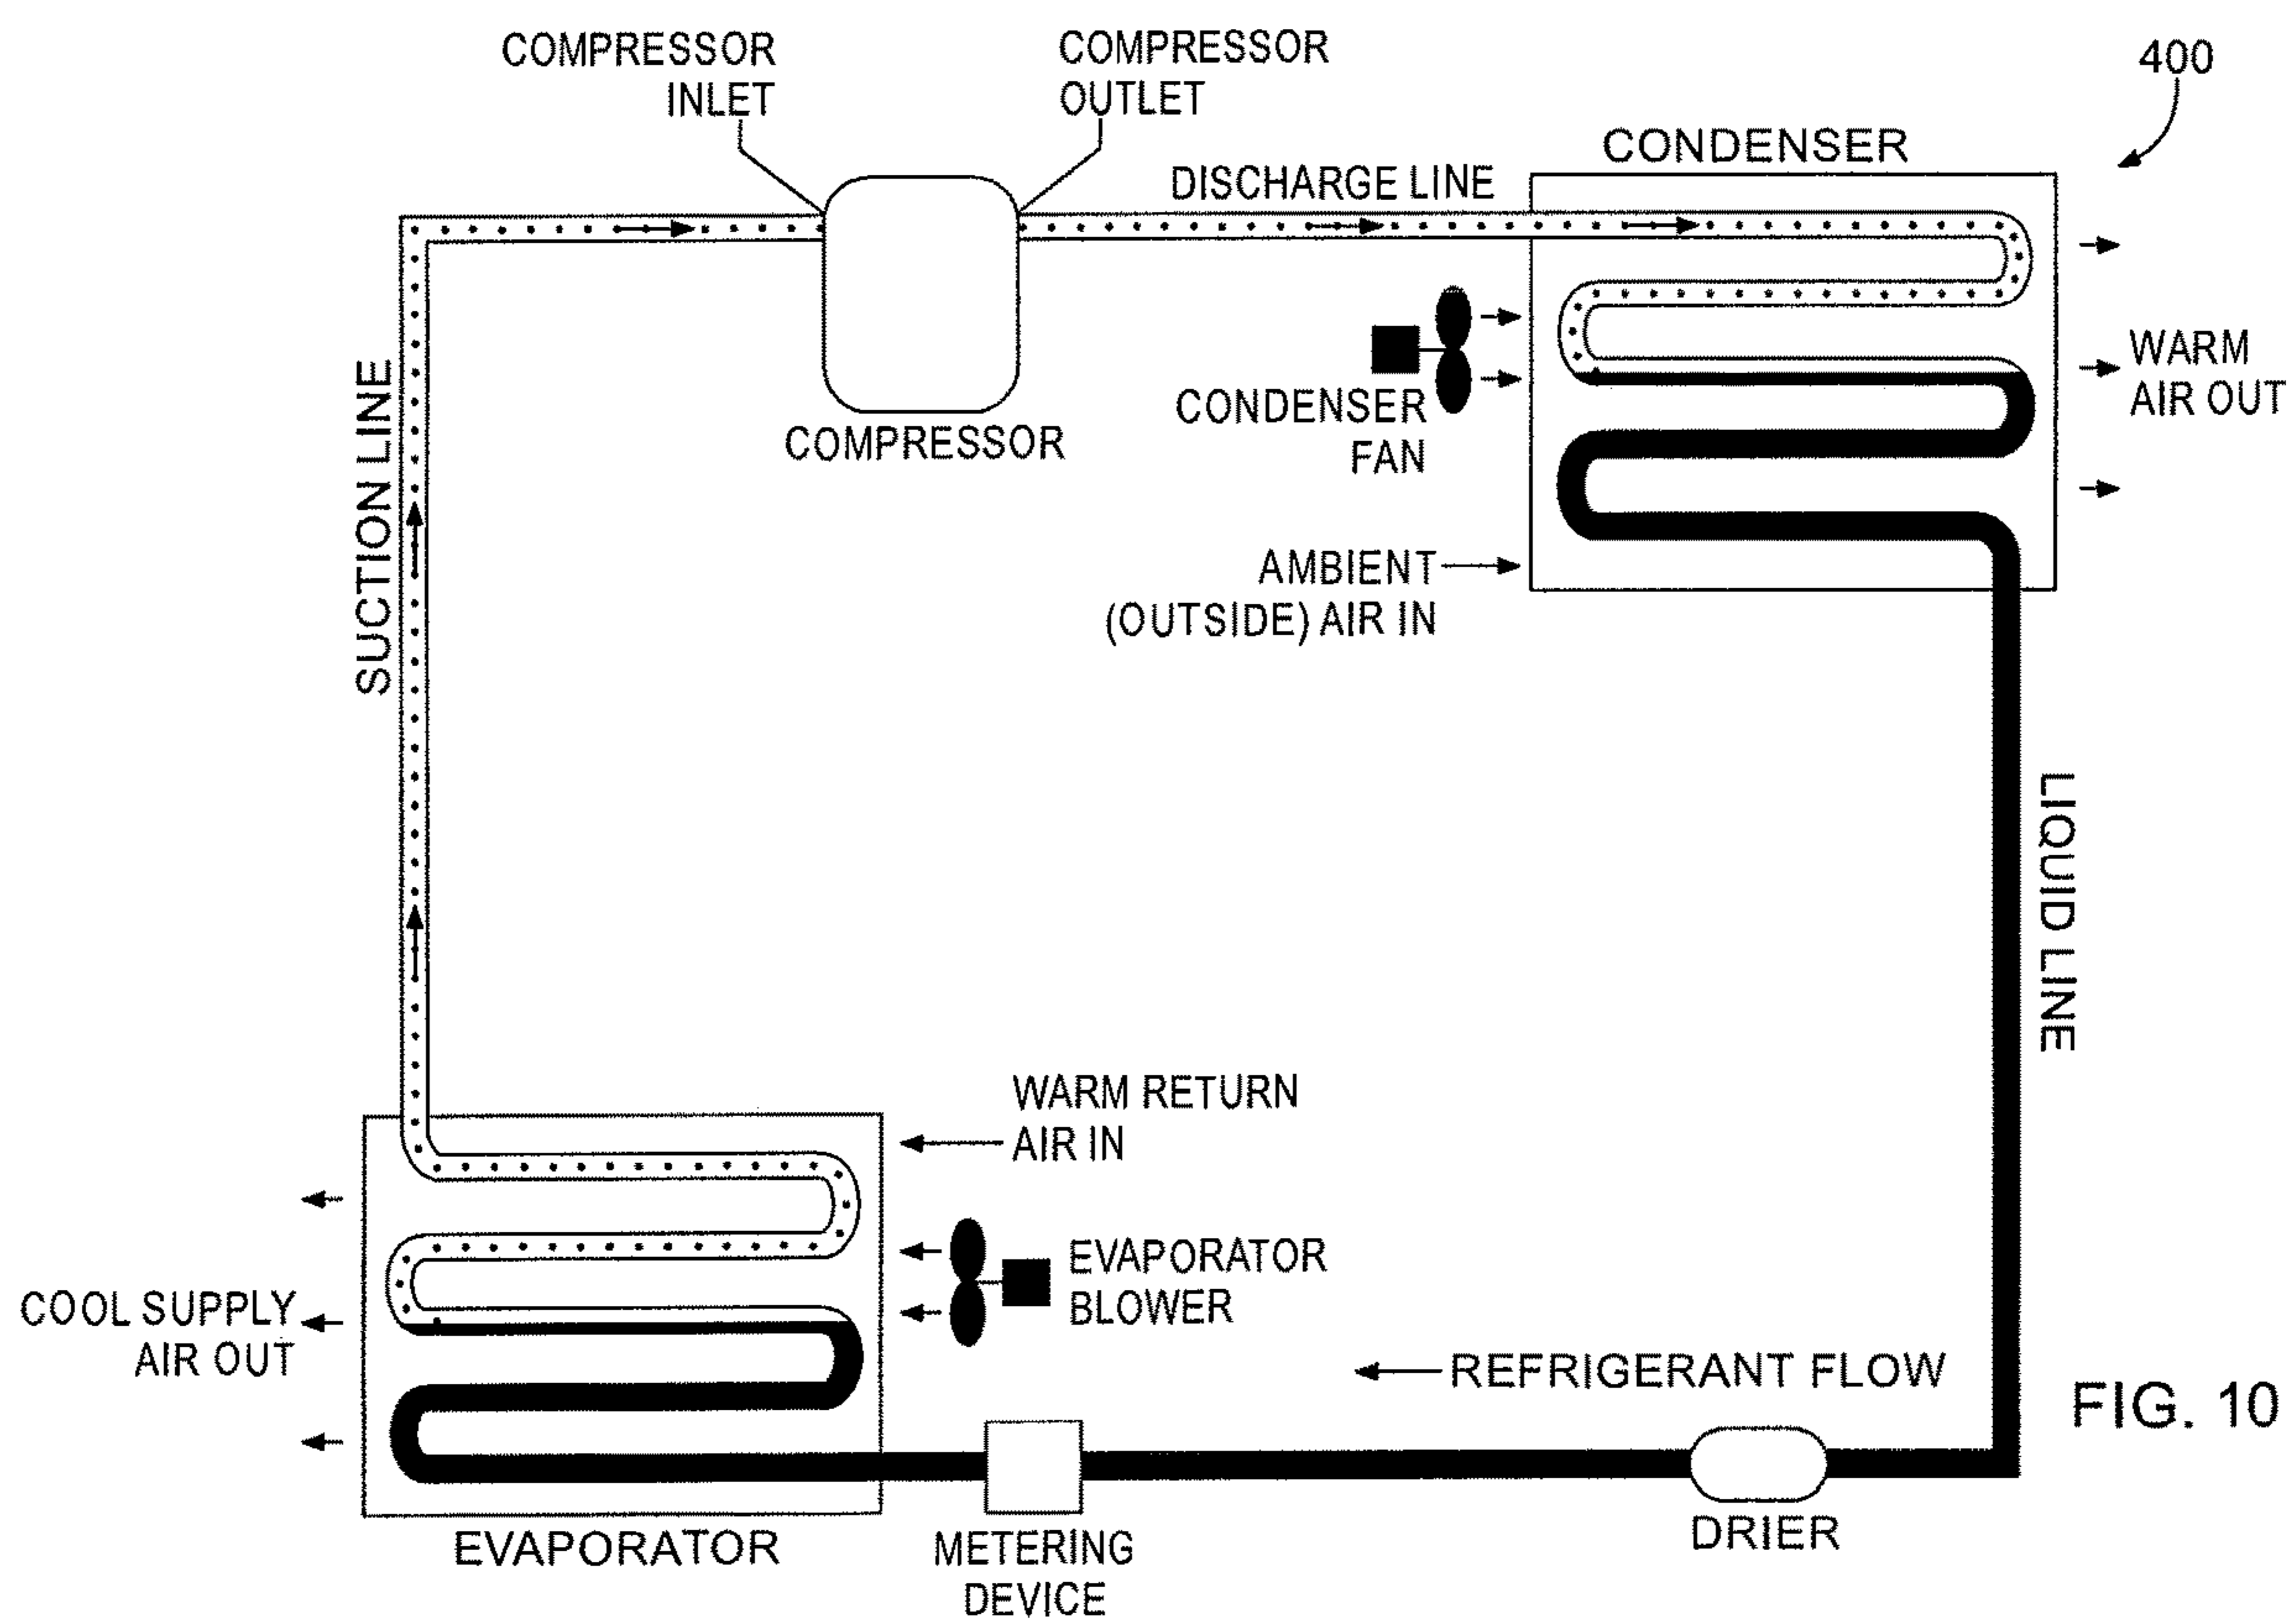 COMPRESSOR
INLET
COMPRESSOR
OUTLET
400
CONDENSER
DISCHARGE LINE
SUCTION LINE
COMPRESSOR
CONDENSER
FAN
WARM
AIR OUT
AMBIENT
(OUTSIDE) AIR IN
LIQUID LINE
WARM RETURN
AIR IN
EVAPORATOR
BLOWER
COOL SUPPLY
AIR OUT
REFRIGERANT FLOW
FIG. 10
EVAPORATOR
METERING
DEVICE
DRIER